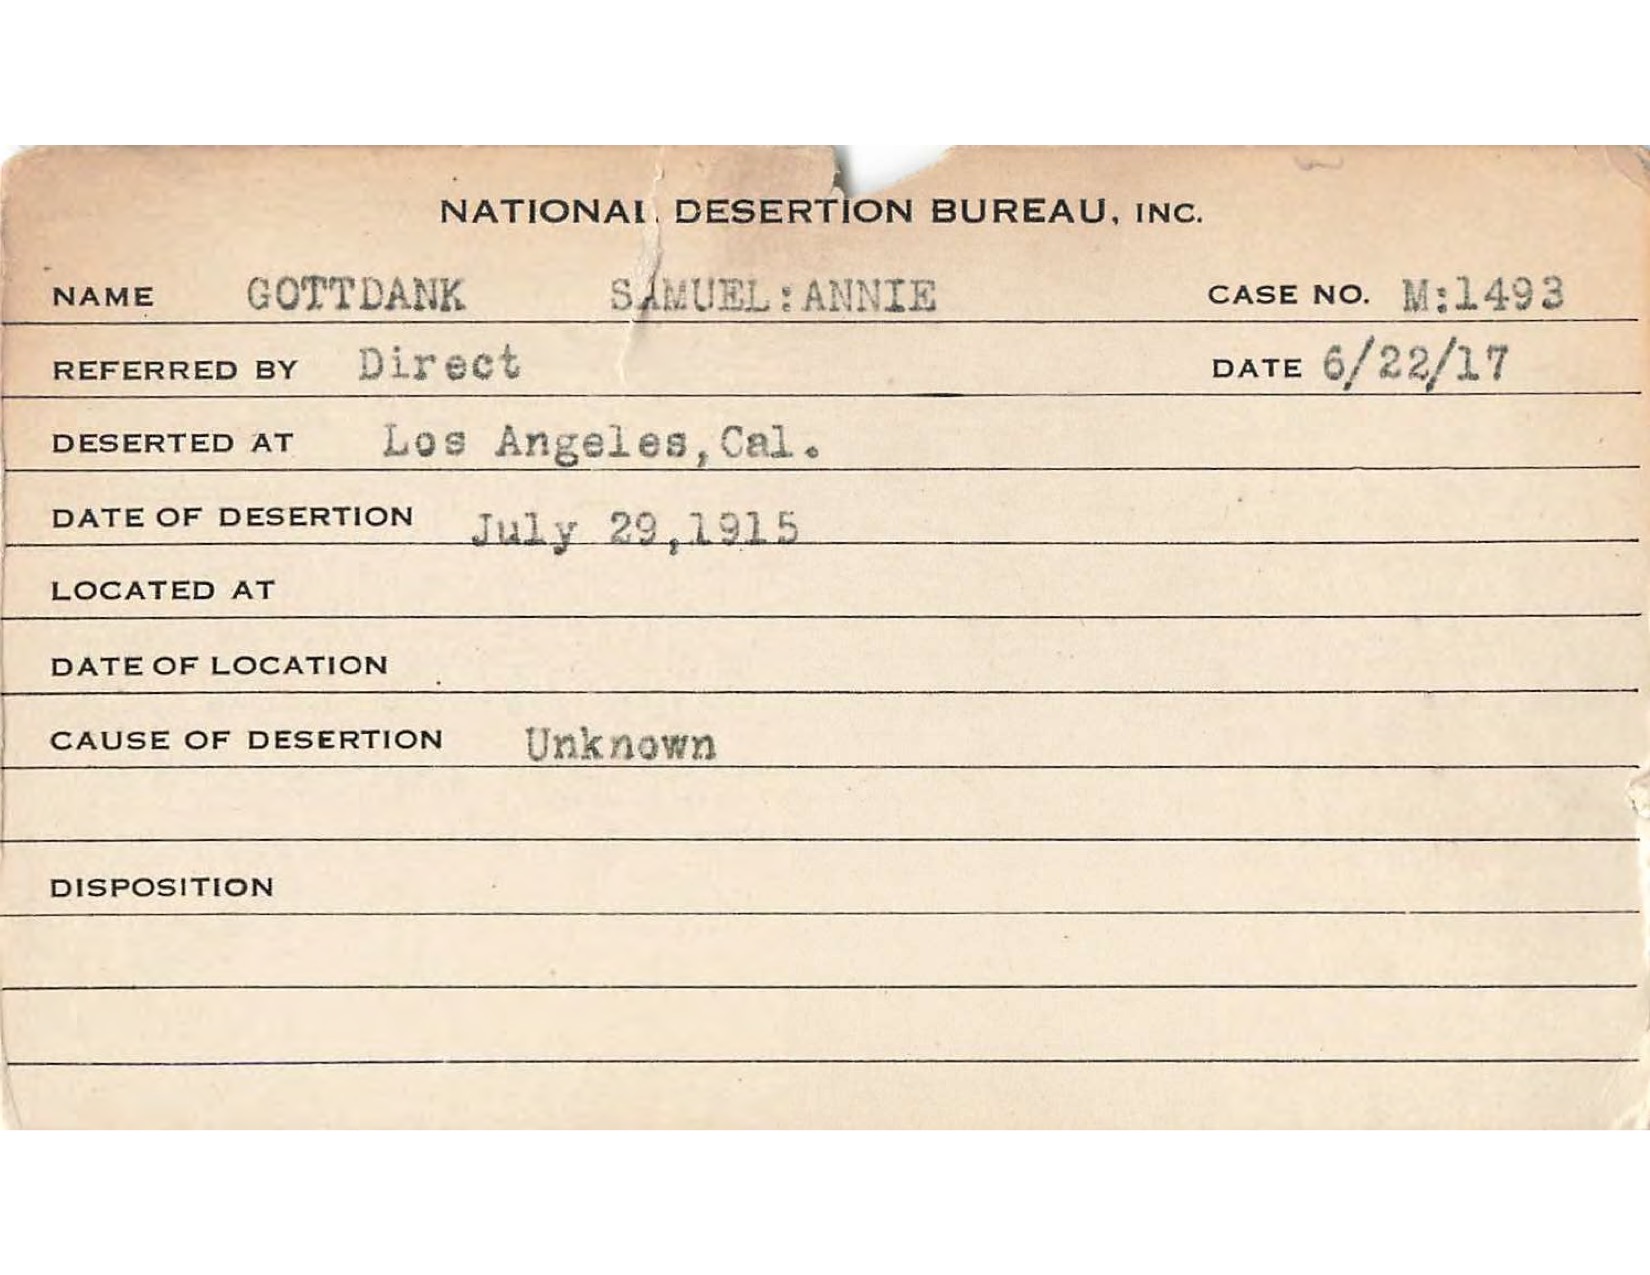 NATIONAL DESERTION BUREAU, INC.
NAME GOTTDANK SAMUEL:ANNIE CASE NO. M:1493
REFERRED BY Direct DATE 6/22/17
DESERTED AT Los Angeles,Cal.
DATE OF DESERTION July 29,1915
LOCATED AT
DATE OF LOCATION
CAUSE OF DESERTION Unknown
DISPOSITION